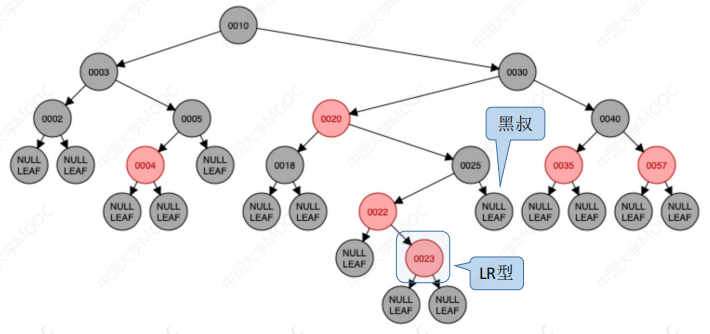 0010
0003
0030
0002
0005
0020
0040
黑叔
NULL
LEAF
NULL
LEAF
0004
NULL
LEAF
0018
0025
0035
0057
NULL
LEAF
NULL
LEAF
NULL
LEAF
NULL
LEAF
0022
NULL
LEAF
NULL
LEAF
NULL
LEAF
NULL
LEAF
NULL
LEAF
NULL
LEAF
0023
LR型
NULL
LEAF
NULL
LEAF
中国大学MOOC